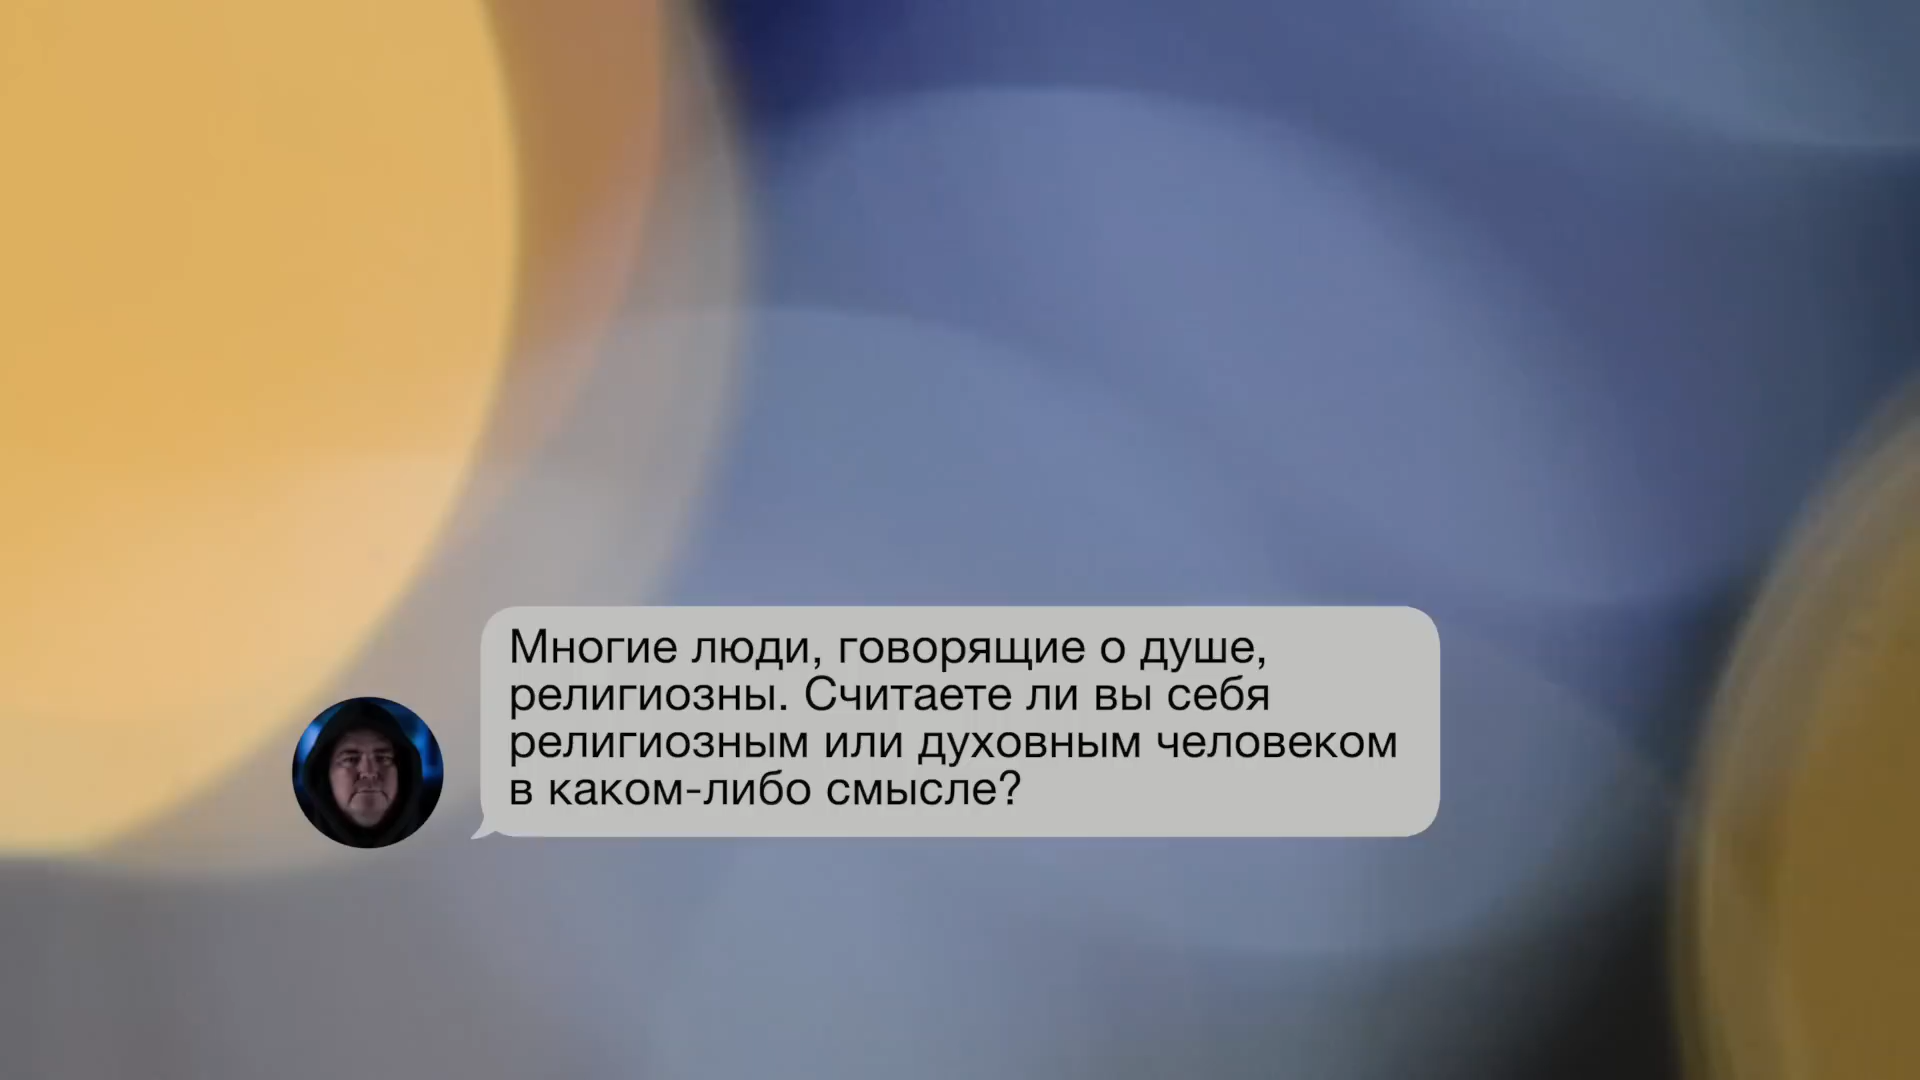 Многие люди, говорящие о душе,
религиозны. Считаете ли вы себя
религиозным или духовным человеком
в каком-либо смысле?